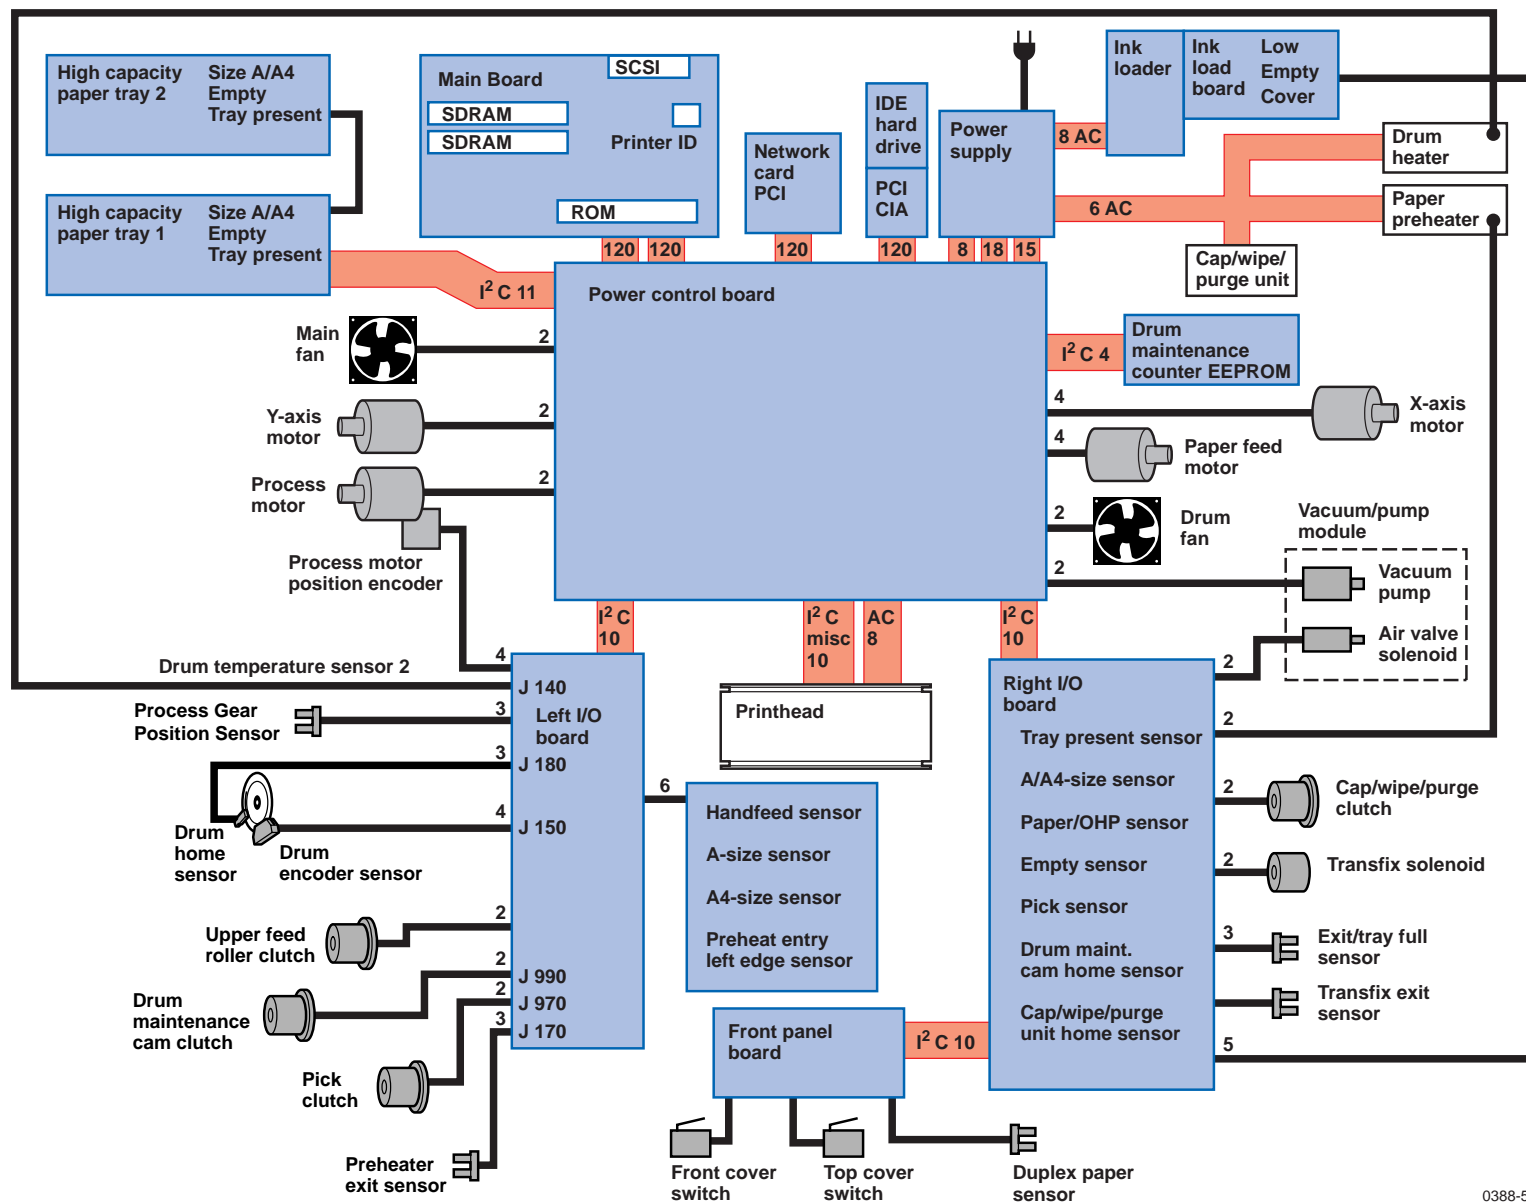 High capacity
paper tray 2
Size A/A4
Empty
Tray present
Main Board
SCSI
SDRAM
SDRAM
Printer ID
ROM
Network
card
PCI
IDE
hard
drive
PCI
CIA
Power
supply
Ink
loader
Ink
load
board
Low
Empty
Cover
8 AC
6 AC
Drum
heater
Paper
preheater
Cap/wipe/
purge unit
High capacity
paper tray 1
Size A/A4
Empty
Tray present
I² C 11
120
120
120
120
8
18
15
Power control board
Main
fan
2
Y-axis
motor
2
Process
motor
2
Process motor
position encoder
I² C 4
Drum
maintenance
counter EEPROM
4
X-axis
motor
4
Paper feed
motor
2
Drum
fan
2
Vacuum/pump
module
Vacuum
pump
Air valve
solenoid
I² C
10
I² C
misc
10
AC
8
I² C
10
Drum temperature sensor 2
4
J 140
Left I/O
board
Process Gear
Position Sensor
3
3
J 180
4
J 150
Drum
home
sensor
Drum
encoder sensor
Upper feed
roller clutch
2
Drum
maintenance
cam clutch
2
J 990
2
J 970
3
J 170
Pick
clutch
Preheater
exit sensor
Printhead
6
Handfeed sensor
A-size sensor
A4-size sensor
Preheat entry
left edge sensor
Front panel
board
I² C 10
Front cover
switch
Top cover
switch
Duplex paper
sensor
Right I/O
board
Tray present sensor
A/A4-size sensor
Paper/OHP sensor
Empty sensor
Pick sensor
Drum maint.
cam home sensor
Cap/wipe/purge
unit home sensor
2
2
2
Cap/wipe/purge
clutch
2
Transfix solenoid
3
Exit/tray full
sensor
Transfix exit
sensor
5